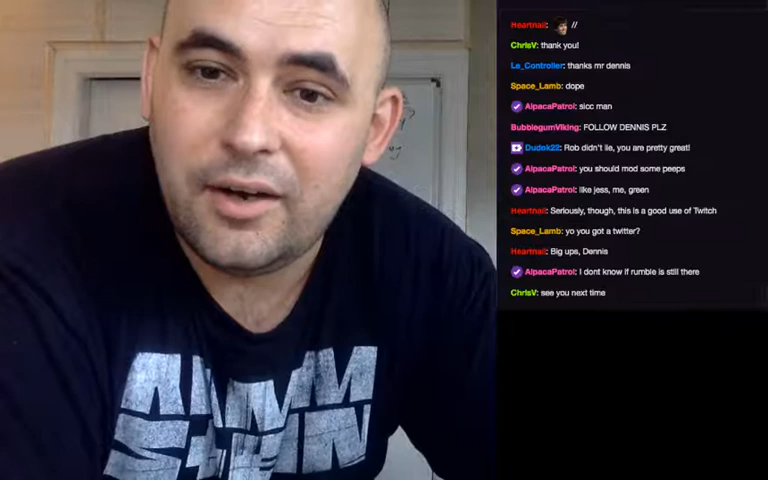 Heartnail: //
ChrisV: thank you!
Le_Controller: thanks mr dennis
Space_Lamb: dope
AlpacaPatrol: sicc man
BubblegumViking: FOLLOW DENNIS PLZ
Dudek22: Rob didn't lie, you are pretty great!
AlpacaPatrol: you should mod some peeps
AlpacaPatrol: like jess, me, green
Heartnail: Seriously, though, this is a good use of Twitch
Space_Lamb: yo you got a twitter?
Heartnail: Big ups, Dennis
AlpacaPatrol: I dont know if rumble is still there
ChrisV: see you next time
RAMM
STEIN